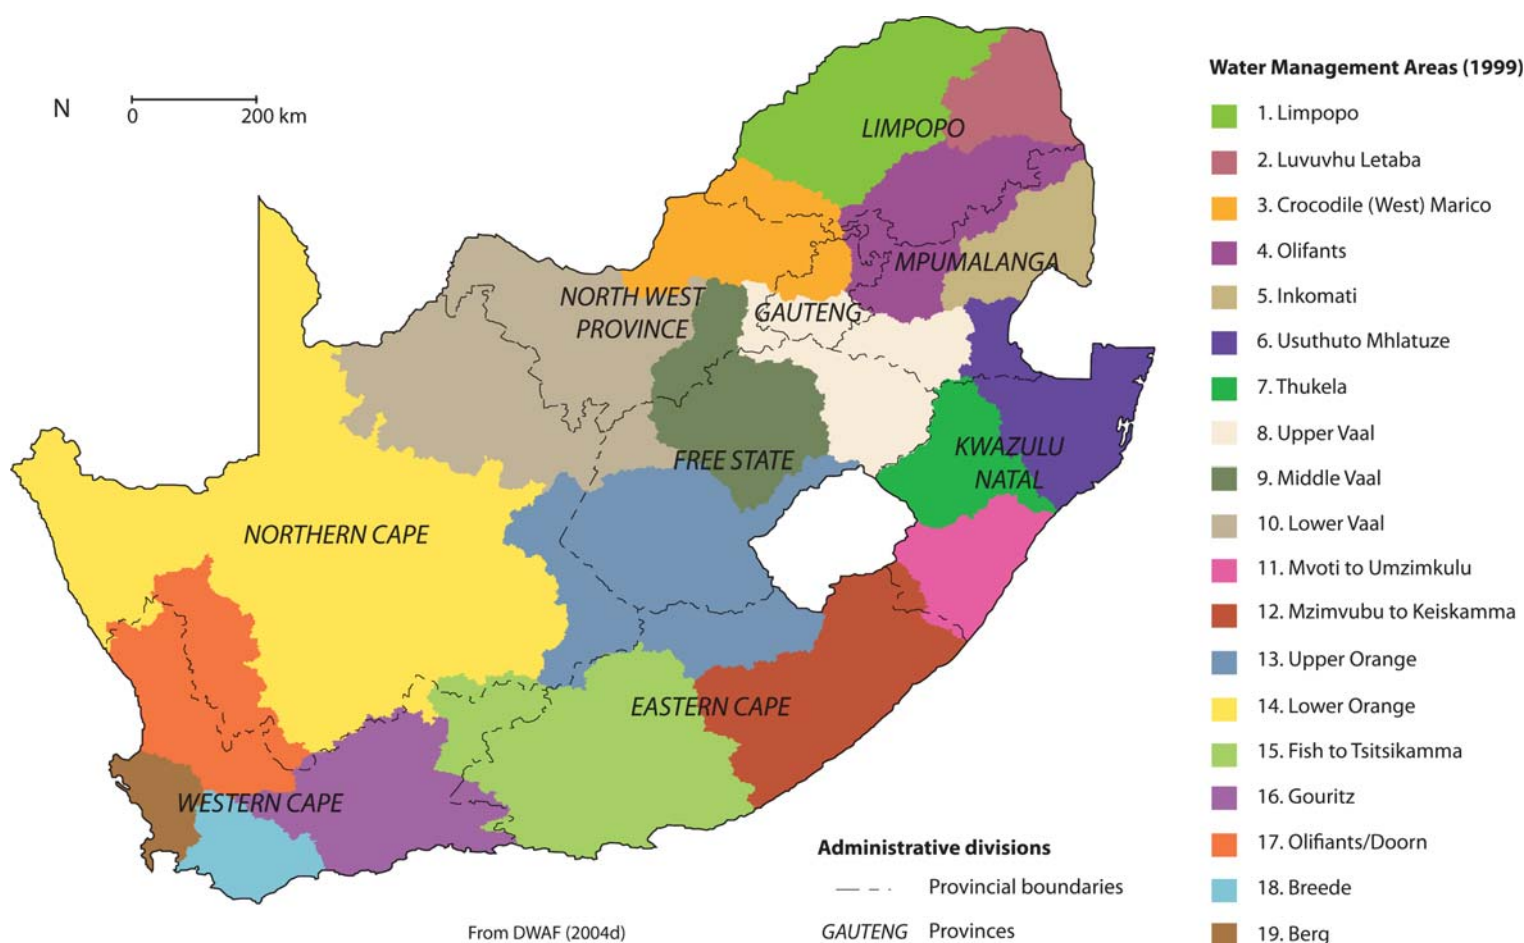 N
0
200 km
LIMPOPO
MPUMALANGA
NORTH WEST
PROVINCE
GAUTENG
KWAZULU
NATAL
FREE STATE
NORTHERN CAPE
EASTERN CAPE
WESTERN CAPE
Water Management Areas (1999)
1. Limpopo
2. Luvuvhu Letaba
3. Crocodile (West) Marico
4. Olifants
5. Inkomati
6. Usuthuto Mhlatuze
7. Thukela
8. Upper Vaal
9. Middle Vaal
10. Lower Vaal
11. Mvoti to Umzimkulu
12. Mzimvubu to Keiskamma
13. Upper Orange
14. Lower Orange
15. Fish to Tsitsikamma
16. Gouritz
17. Olifiants/Doorn
18. Breede
19. Berg
Administrative divisions
Provincial boundaries
GAUTENG Provinces
From DWAF (2004d)